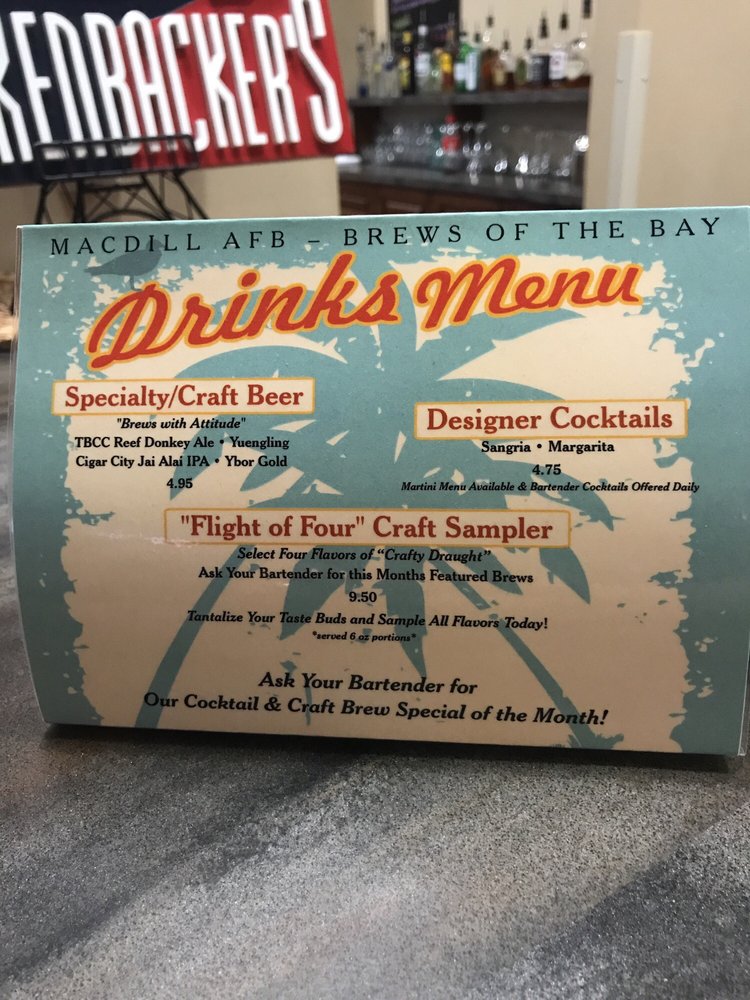 KENBACKER'S
MACDILL AFB – BREWS OF THE BAY
Drinks Menu
Specialty/Craft Beer
"Brews with Attitude"
TBCC Reef Donkey Ale • Yuengling
Cigar City Jai Alai IPA • Ybor Gold
4.95
Designer Cocktails
Sangria • Margarita
4.75
Martini Menu Available & Bartender Cocktails Offered Daily
"Flight of Four" Craft Sampler
Select Four Flavors of "Crafty Draught"
Ask Your Bartender for this Months Featured Brews
9.50
Tantalize Your Taste Buds and Sample All Flavors Today!
*served 6 oz portions*
Ask Your Bartender for
Our Cocktail & Craft Brew Special of the Month!